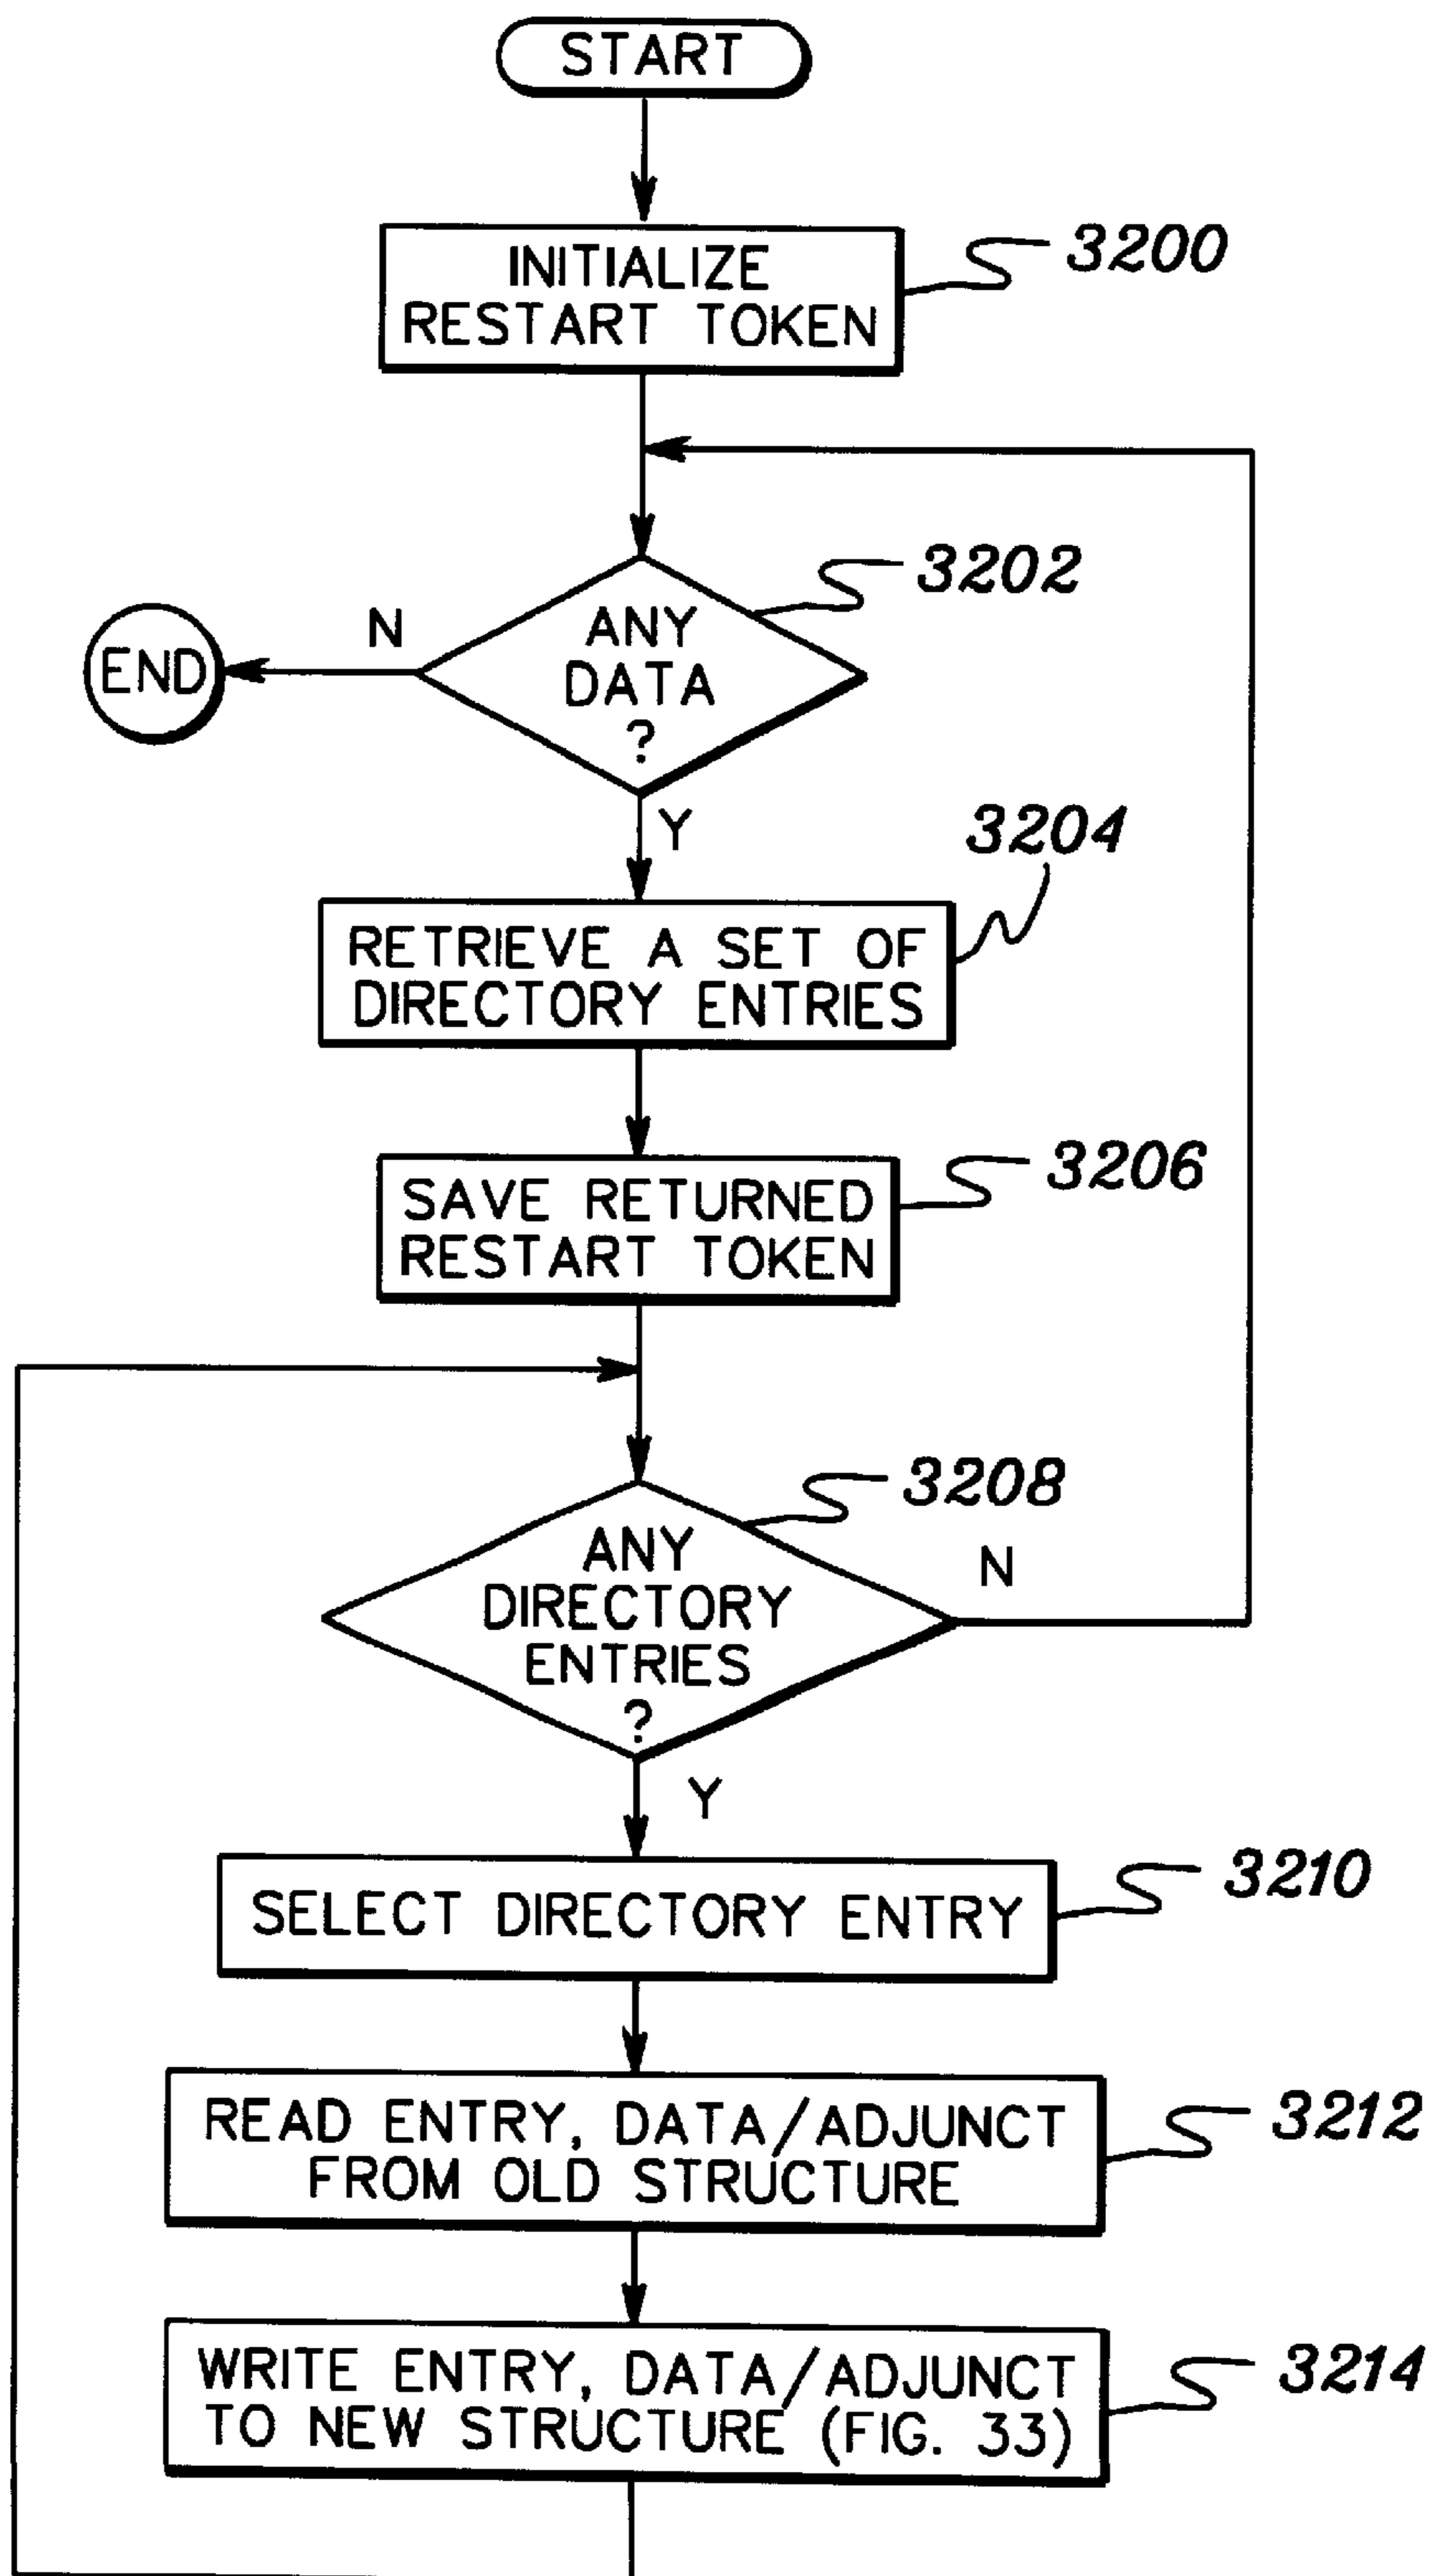 START
INITIALIZE
RESTART TOKEN
3200
3202
N
ANY
DATA
?
END
Y
3204
RETRIEVE A SET OF
DIRECTORY ENTRIES
3206
SAVE RETURNED
RESTART TOKEN
3208
ANY
DIRECTORY
ENTRIES
?
N
Y
3210
SELECT DIRECTORY ENTRY
3212
READ ENTRY, DATA/ADJUNCT
FROM OLD STRUCTURE
3214
WRITE ENTRY, DATA/ADJUNCT
TO NEW STRUCTURE (FIG. 33)